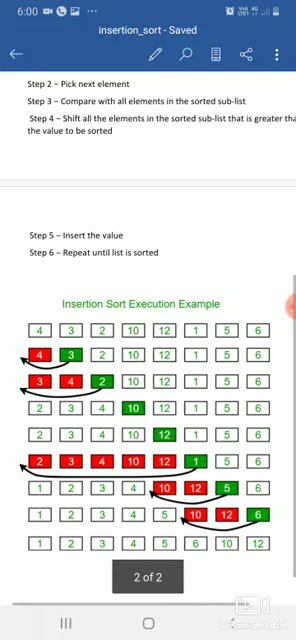 6:00
insertion_sort - Saved
Step 2 – Pick next element
Step 3 – Compare with all elements in the sorted sub-list
Step 4 – Shift all the elements in the sorted sub-list that is greater tha
the value to be sorted
Step 5 – Insert the value
Step 6 – Repeat until list is sorted
Insertion Sort Execution Example
4 3 2 10 12 1 5 6
4 3 2 10 12 1 5 6
3 4 2 10 12 1 5 6
2 3 4 10 12 1 5 6
2 3 4 10 12 1 5 6
2 3 4 10 12 1 5 6
1 2 3 4 10 12 5 6
1 2 3 4 5 10 12 6
1 2 3 4 5 6 10 12
2 of 2